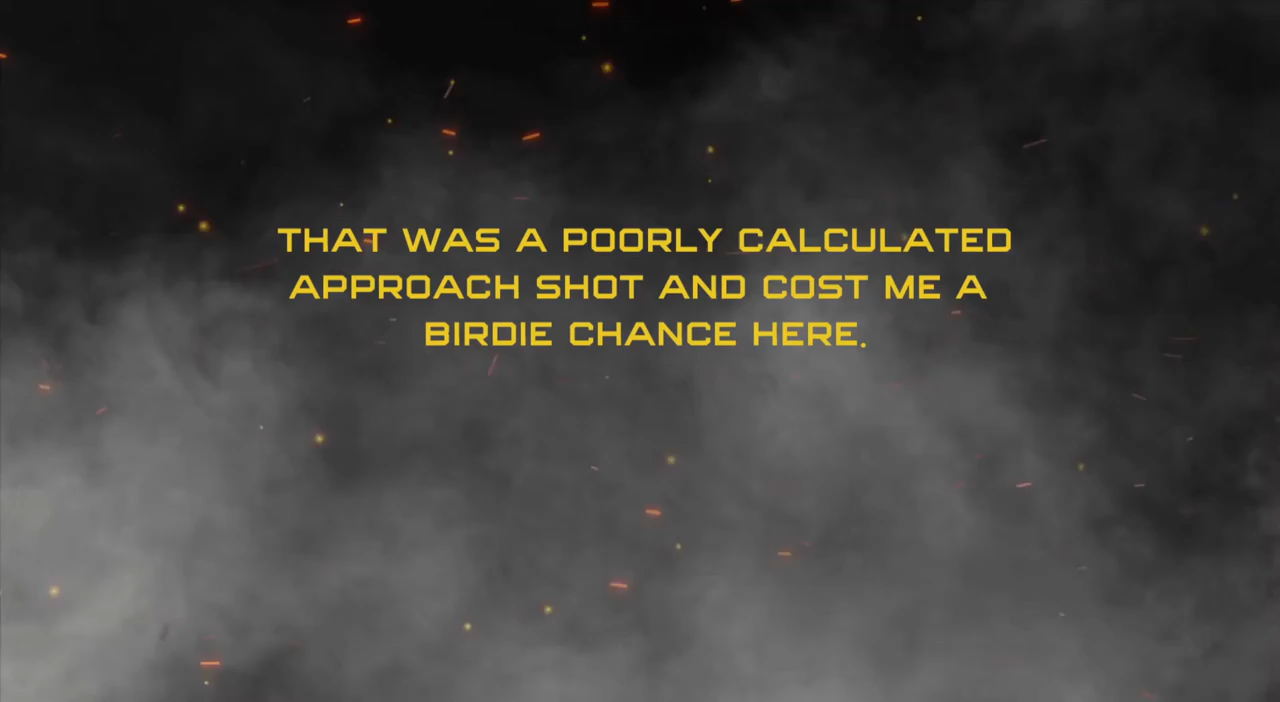 THAT WAS A POORLY CALCULATED
APPROACH SHOT AND COST ME A
BIRDIE CHANCE HERE.